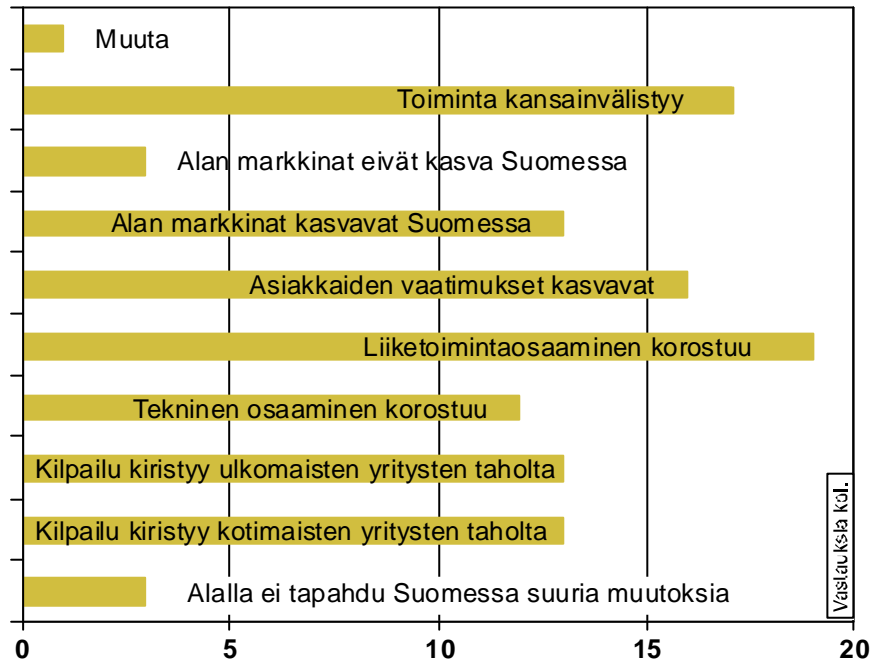 Muuta
Toiminta kansainvälistyy
Alan markkinat eivät kasva Suomessa
Alan markkinat kasvavat Suomessa
Asiakkaiden vaatimukset kasvavat
Liiketoimintaosaaminen korostuu
Tekninen osaaminen korostuu
Kilpailu kiristyy ulkomaisten yritysten taholta
Kilpailu kiristyy kotimaisten yritysten taholta
Vastauksia kpl.
Alalla ei tapahdu Suomessa suuria muutoksia
0 5 10 15 20